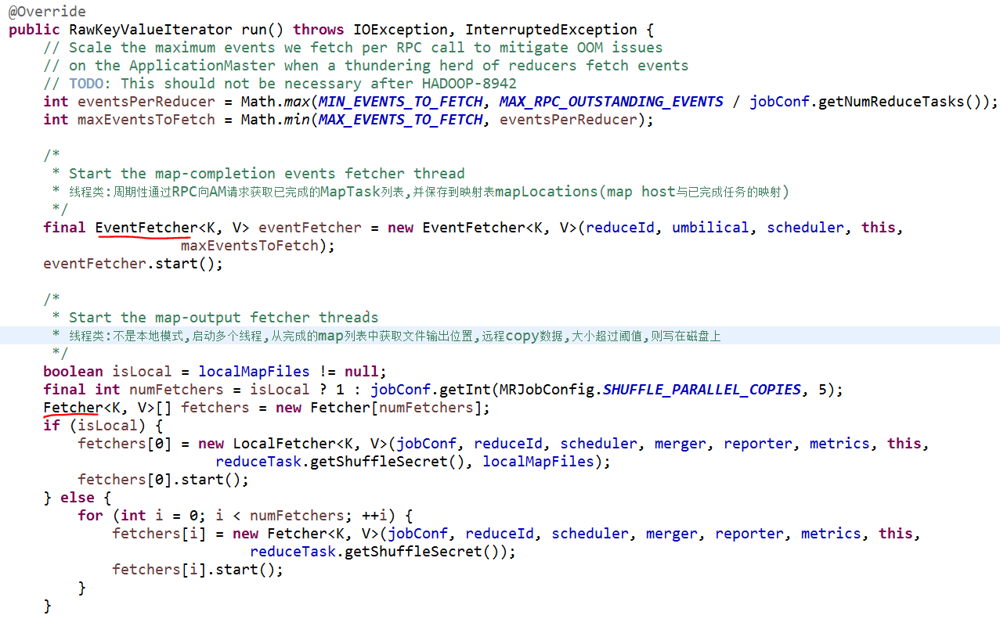 @Override
public RawKeyValueIterator run() throws IOException, InterruptedException {
    // Scale the maximum events we fetch per RPC call to mitigate OOM issues
    // on the ApplicationMaster when a thundering herd of reducers fetch events
    // TODO: This should not be necessary after HADOOP-8942
    int eventsPerReducer = Math.max(MIN_EVENTS_TO_FETCH, MAX_RPC_OUTSTANDING_EVENTS / jobConf.getNumReduceTasks());
    int maxEventsToFetch = Math.min(MAX_EVENTS_TO_FETCH, eventsPerReducer);

    /*
     * Start the map-completion events fetcher thread
     * 线程类:周期性通过RPC向AM请求获取已完成的MapTask列表,并保存到映射表mapLocations(map host与已完成任务的映射)
     */
    final EventFetcher<K, V> eventFetcher = new EventFetcher<K, V>(reduceId, umbilical, scheduler, this,
                    maxEventsToFetch);
    eventFetcher.start();

    /*
     * Start the map-output fetcher threads
     * 线程类:不是本地模式,启动多个线程,从完成的map列表中获取文件输出位置,远程copy数据,大小超过阈值,则写在磁盘上
     */
    boolean isLocal = localMapFiles != null;
    final int numFetchers = isLocal ? 1 : jobConf.getInt(MRJobConfig.SHUFFLE_PARALLEL_COPIES, 5);
    Fetcher<K, V>[] fetchers = new Fetcher[numFetchers];
    if (isLocal) {
        fetchers[0] = new LocalFetcher<K, V>(jobConf, reduceId, scheduler, merger, reporter, metrics, this,
                        reduceTask.getShuffleSecret(), localMapFiles);
        fetchers[0].start();
    } else {
        for (int i = 0; i < numFetchers; ++i) {
            fetchers[i] = new Fetcher<K, V>(jobConf, reduceId, scheduler, merger, reporter, metrics, this,
                            reduceTask.getShuffleSecret());
            fetchers[i].start();
        }
    }